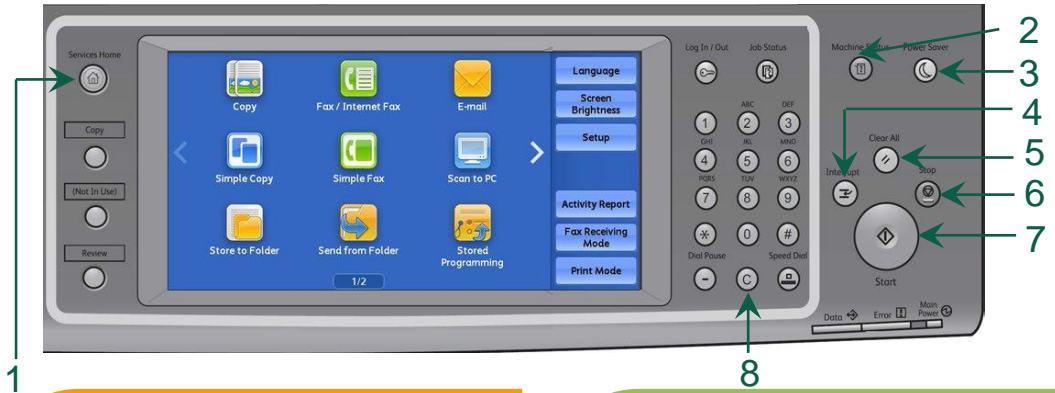 Services Home
Copy
(Not In Use)
Review
Copy
Fax / Internet Fax
E-mail
Simple Copy
Simple Fax
Scan to PC
Store to Folder
Send from Folder
Stored
Programming
1/2
Language
Screen
Brightness
Setup
Activity Report
Fax Receiving
Mode
Print Mode
Log In / Out
Job Status
Machine Status
Power Saver
ABC
DEF
1
2
3
GHI
JKL
MNO
4
5
6
PQRS
TUV
WXYZ
7
8
9
*
0
#
Dial Pause
Speed Dial
-
C
Clear All
Interrupt
Stop
Start
Data
Error
Main
Power
1
2
3
4
5
6
7
8